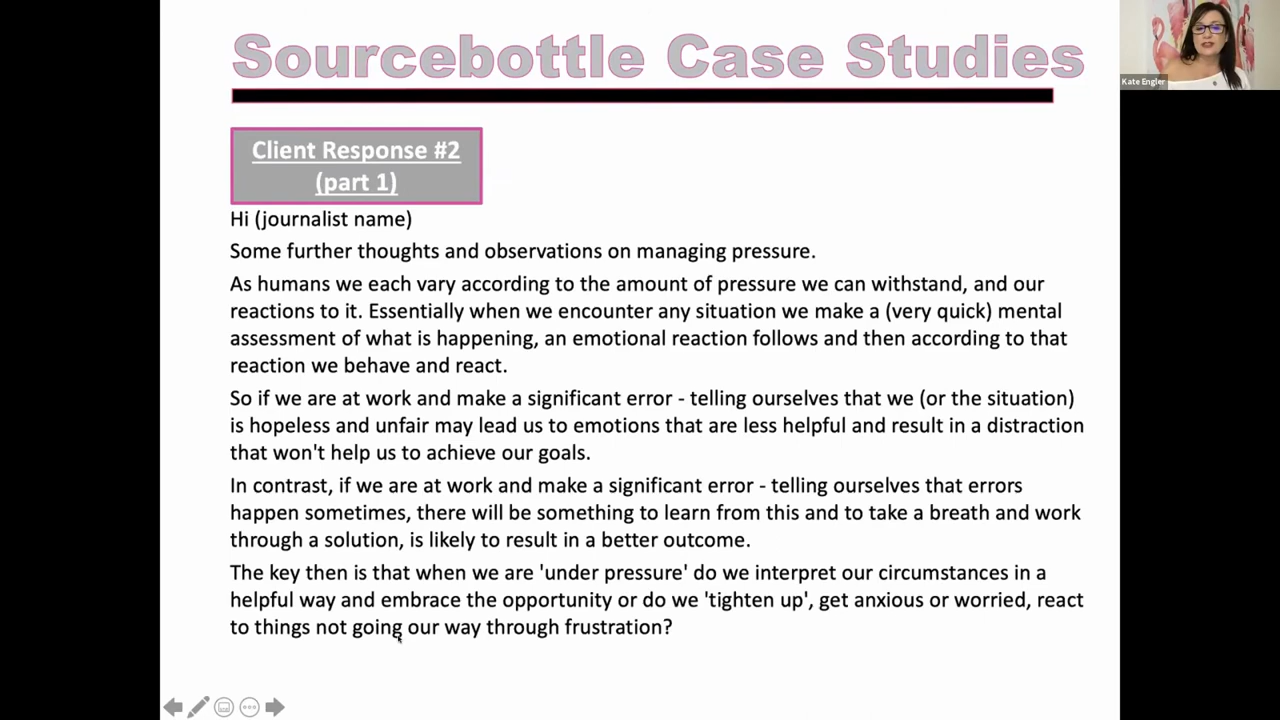 Sourcebottle Case Studies
Kate Engler
Client Response #2
(part 1)
Hi (journalist name)
Some further thoughts and observations on managing pressure.
As humans we each vary according to the amount of pressure we can withstand, and our
reactions to it. Essentially when we encounter any situation we make a (very quick) mental
assessment of what is happening, an emotional reaction follows and then according to that
reaction we behave and react.
So if we are at work and make a significant error - telling ourselves that we (or the situation)
is hopeless and unfair may lead us to emotions that are less helpful and result in a distraction
that won't help us to achieve our goals.
In contrast, if we are at work and make a significant error - telling ourselves that errors
happen sometimes, there will be something to learn from this and to take a breath and work
through a solution, is likely to result in a better outcome.
The key then is that when we are 'under pressure' do we interpret our circumstances in a
helpful way and embrace the opportunity or do we 'tighten up', get anxious or worried, react
to things not going our way through frustration?